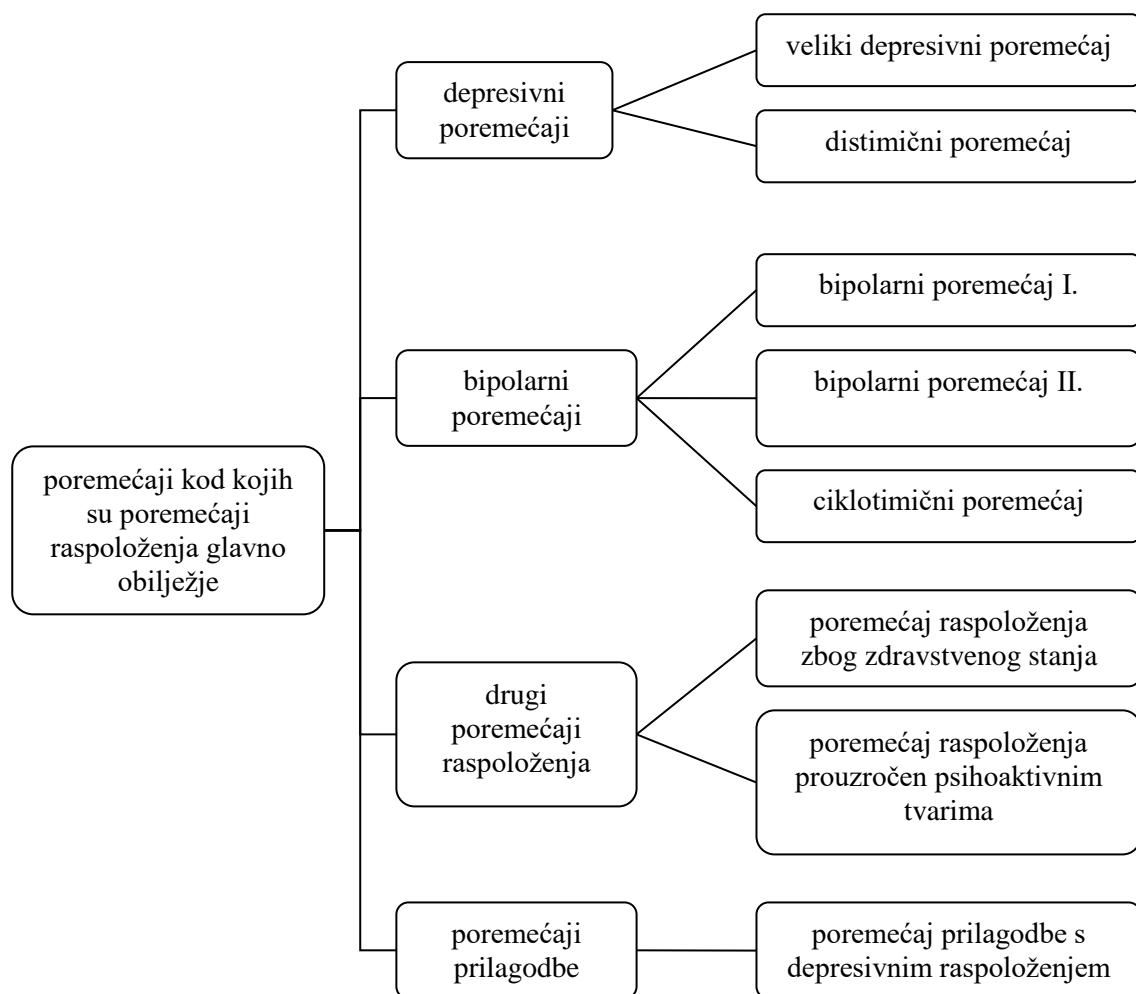 poremećaji kod kojih
su poremećaji
raspoloženja glavno
obilježje
depresivni
poremećaji
veliki depresivni poremećaj
distimični poremećaj
bipolarni
poremećaji
bipolarni poremećaj I.
bipolarni poremećaj II.
ciklotimični poremećaj
drugi
poremećaji
raspoloženja
poremećaj raspoloženja
zbog zdravstvenog stanja
poremećaj raspoloženja
prouzročen psihoaktivnim
tvarima
poremećaji
prilagodbe
poremećaj prilagodbe s
depresivnim raspoloženjem